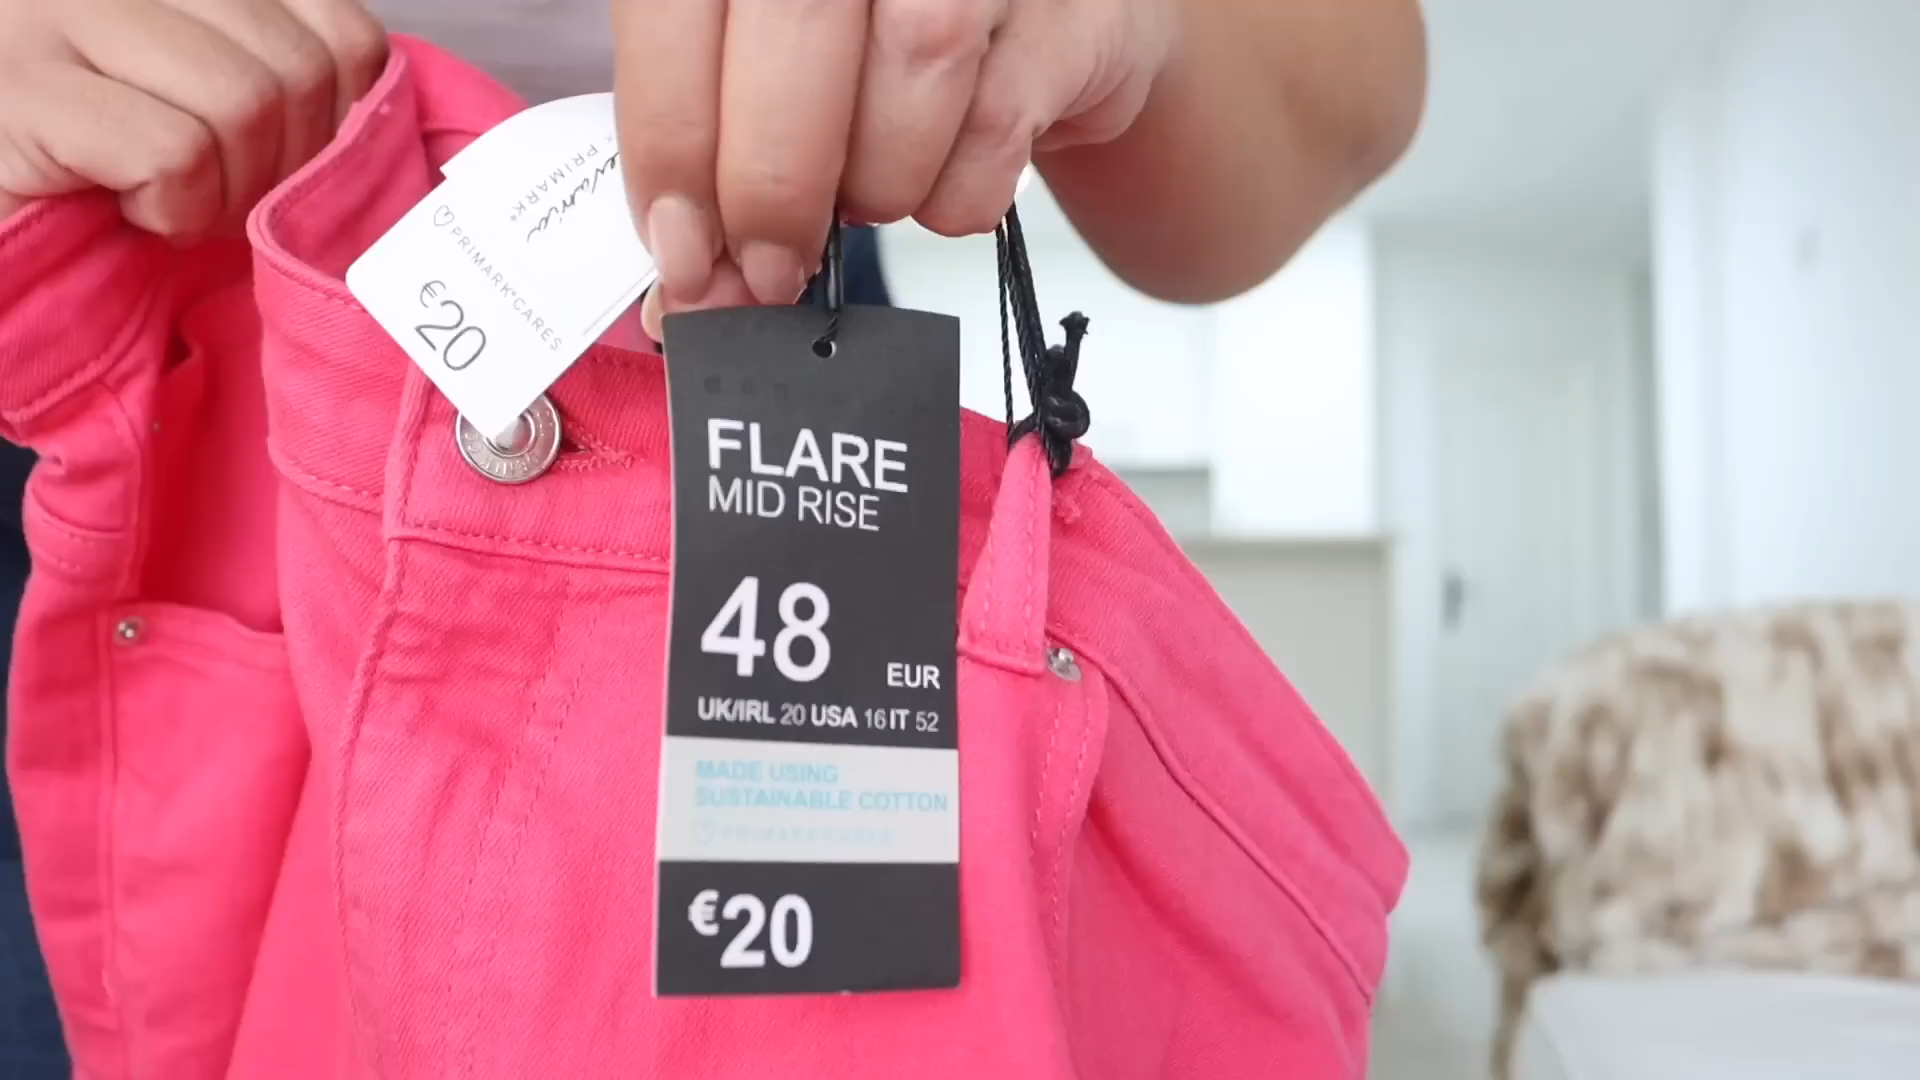 × PRIMARK®
PRIMARK®CARES
€20
FLARE
MID RISE
48 EUR
UK/IRL 20 USA 16 IT 52
MADE USING
SUSTAINABLE COTTON
PRIMARK®CARES
€20